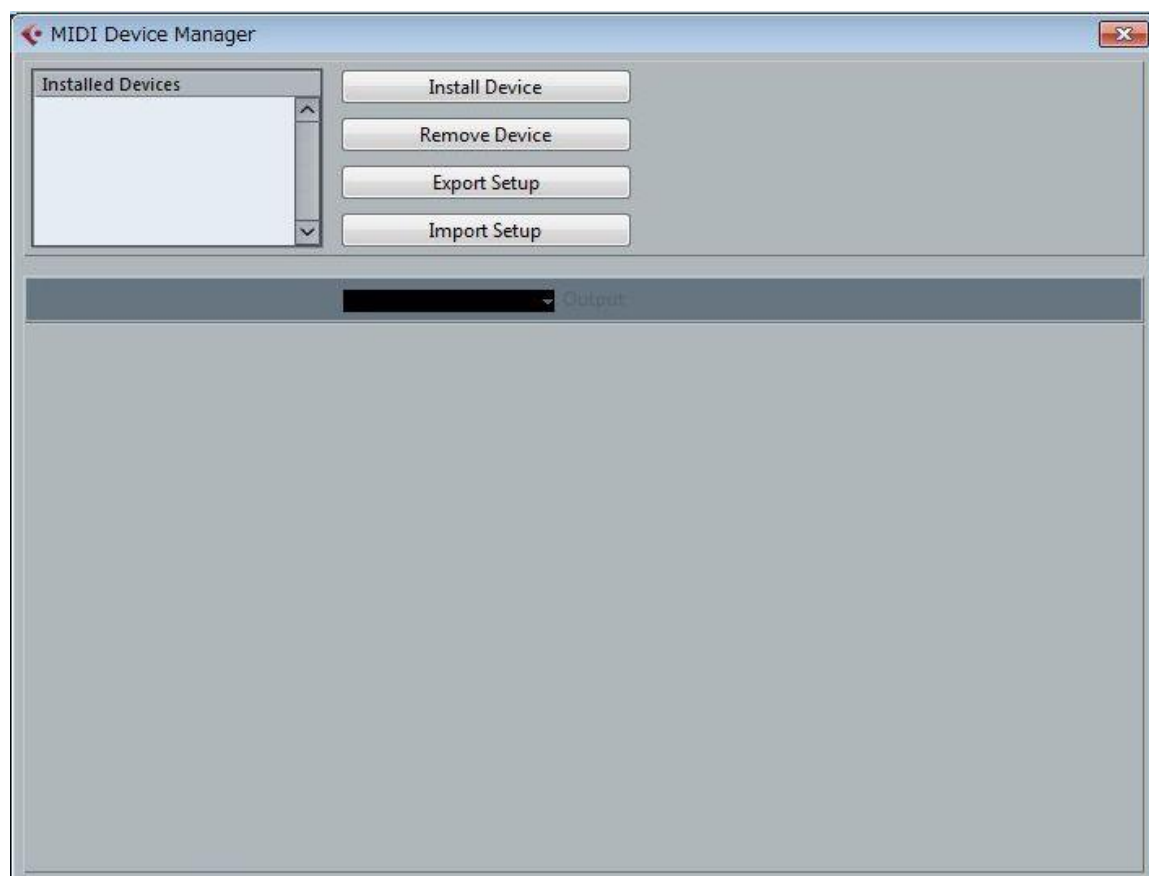 MIDI Device Manager
Installed Devices
Install Device
Remove Device
Export Setup
Import Setup
Output